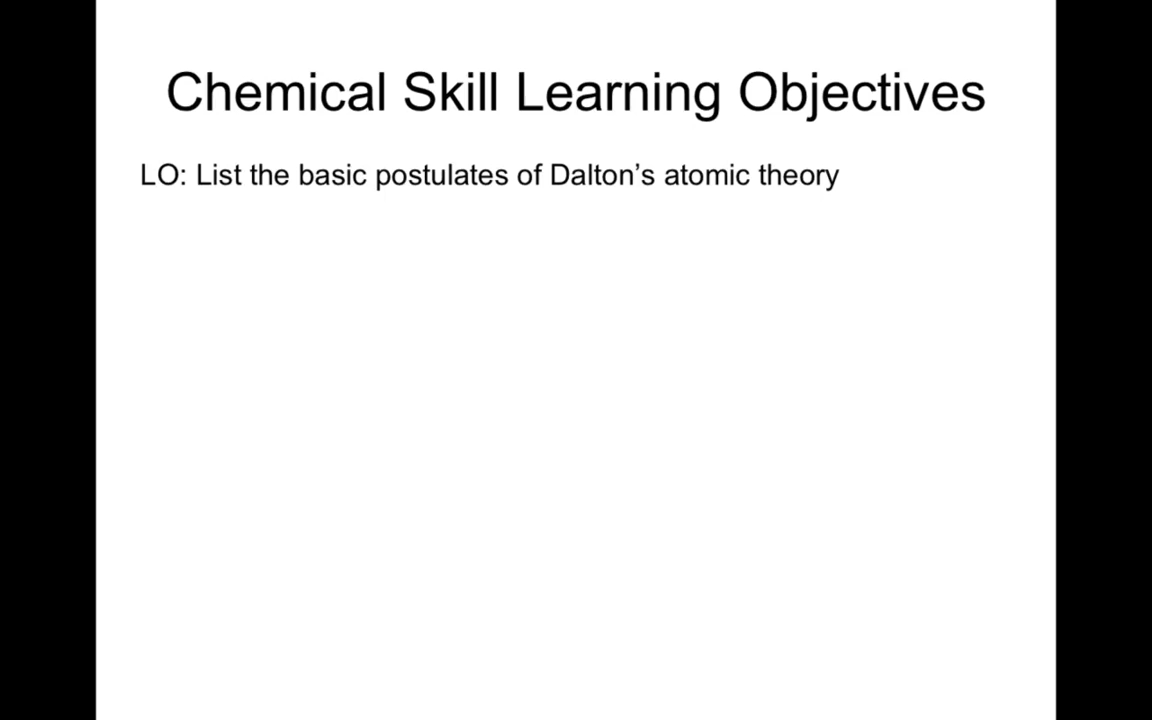 Chemical Skill Learning Objectives
LO: List the basic postulates of Dalton’s atomic theory